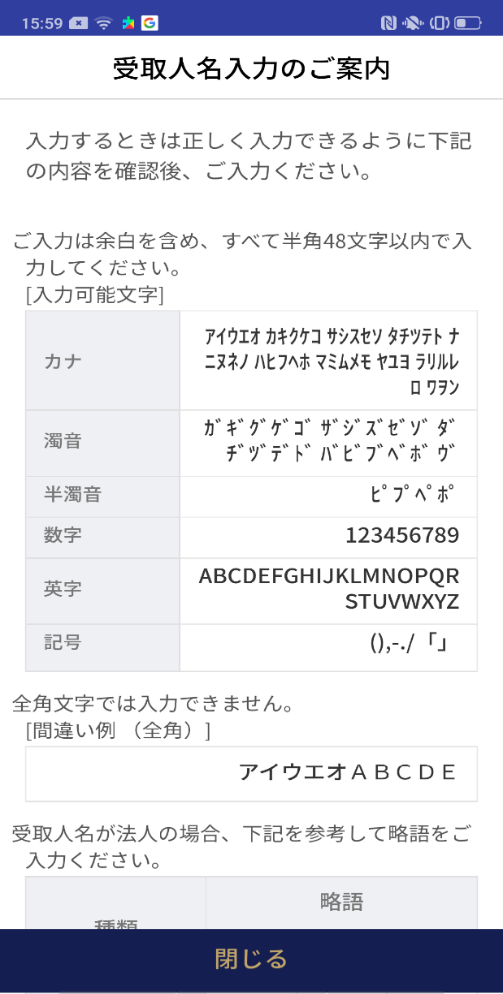 15:59
受取人名入力のご案内
入力するときは正しく入力できるように下記
の内容を確認後、ご入力ください。
ご入力は余白を含め、すべて半角48文字以内で入
力してください。
[入力可能文字]
カナ
ｱｲｳｴｵ ｶｷｸｹｺ ｻｼｽｾｿ ﾀﾁﾂﾃﾄ ﾅ
ﾆﾇﾈﾉ ﾊﾋﾌﾍﾎ ﾏﾐﾑﾒﾓ ﾔﾕﾖ ﾗﾘﾙﾚ
ﾛ ﾜｦﾝ
濁音
ｶﾞｷﾞｸﾞｹﾞｺﾞ ｻﾞｼﾞｽﾞｾﾞｿﾞ ﾀﾞ
ﾁﾞﾂﾞﾃﾞﾄﾞ ﾊﾞﾋﾞﾌﾞﾍﾞﾎﾞ ｳﾞ
半濁音
ﾋﾟﾌﾟﾍﾟﾎﾟ
数字
123456789
英字
ABCDEFGHIJKLMNOPQR
STUVWXYZ
記号
(),-./｢｣
全角文字では入力できません。
[間違い例 （全角）]
アイウエオＡＢＣＤＥ
受取人名が法人の場合、下記を参考して略語をご
入力ください。
略語
種類
閉じる